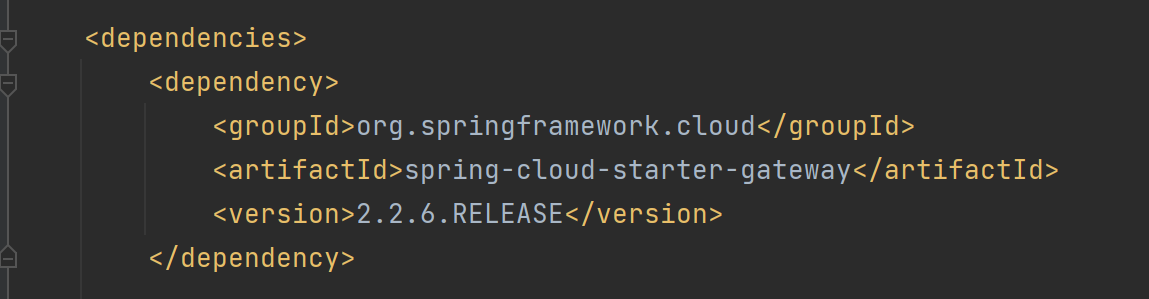 <dependencies>
<dependency>
<groupId>org.springframework.cloud</groupId>
<artifactId>spring-cloud-starter-gateway</artifactId>
<version>2.2.6.RELEASE</version>
</dependency>